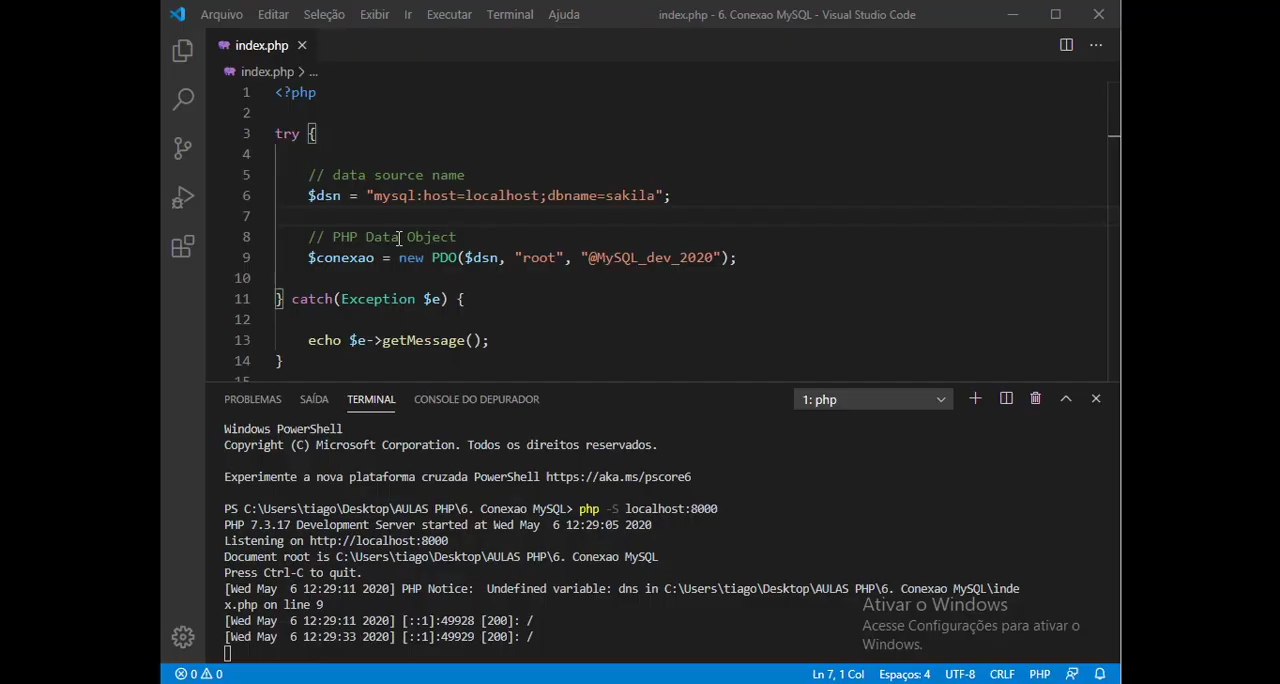 Arquivo Editar Seleção Exibir Ir Executar Terminal Ajuda index.php - 6. Conexao MySQL - Visual Studio Code
index.php
index.php > ...
1 <?php
2
3 try {
4
5 // data source name
6 $dsn = "mysql:host=localhost;dbname=sakila";
7
8 // PHP Data Object
9 $conexao = new PDO($dsn, "root", "@MySQL_dev_2020");
10
11 } catch(Exception $e) {
12
13 echo $e->getMessage();
14 }
15
PROBLEMAS SAÍDA TERMINAL CONSOLE DO DEPURADOR 1: php
Windows PowerShell
Copyright (C) Microsoft Corporation. Todos os direitos reservados.
Experimente a nova plataforma cruzada PowerShell https://aka.ms/pscore6
PS C:\Users\tiago\Desktop\AULAS PHP\6. Conexao MySQL> php -S localhost:8000
PHP 7.3.17 Development Server started at Wed May 6 12:29:05 2020
Listening on http://localhost:8000
Document root is C:\Users\tiago\Desktop\AULAS PHP\6. Conexao MySQL
Press Ctrl-C to quit.
[Wed May 6 12:29:11 2020] PHP Notice: Undefined variable: dns in C:\Users\tiago\Desktop\AULAS PHP\6. Conexao MySQL\inde
x.php on line 9
[Wed May 6 12:29:11 2020] [::1]:49928 [200]: /
[Wed May 6 12:29:33 2020] [::1]:49929 [200]: /
Ativar o Windows
Acesse Configurações para ativar o
Windows.
0 0 Ln 7, 1 Col Espaços: 4 UTF-8 CRLF PHP